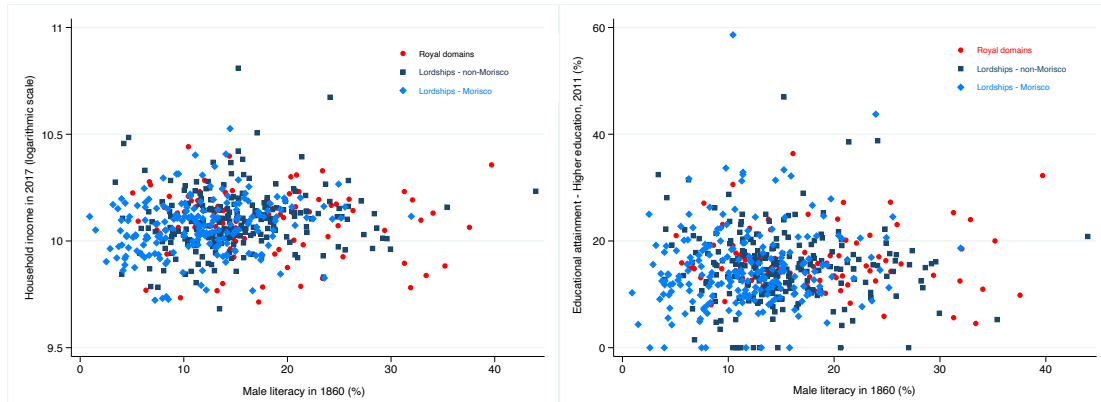 Household income in 2017 (logarithmic scale)
11
10.5
10
9.5
Royal domains
Lordships - non-Morisco
Lordships - Morisco
0
10
20
30
40
Male literacy in 1860 (%)
Educational attainment - Higher education, 2011 (%)
60
40
20
0
Royal domains
Lordships - non-Morisco
Lordships - Morisco
0
10
20
30
40
Male literacy in 1860 (%)